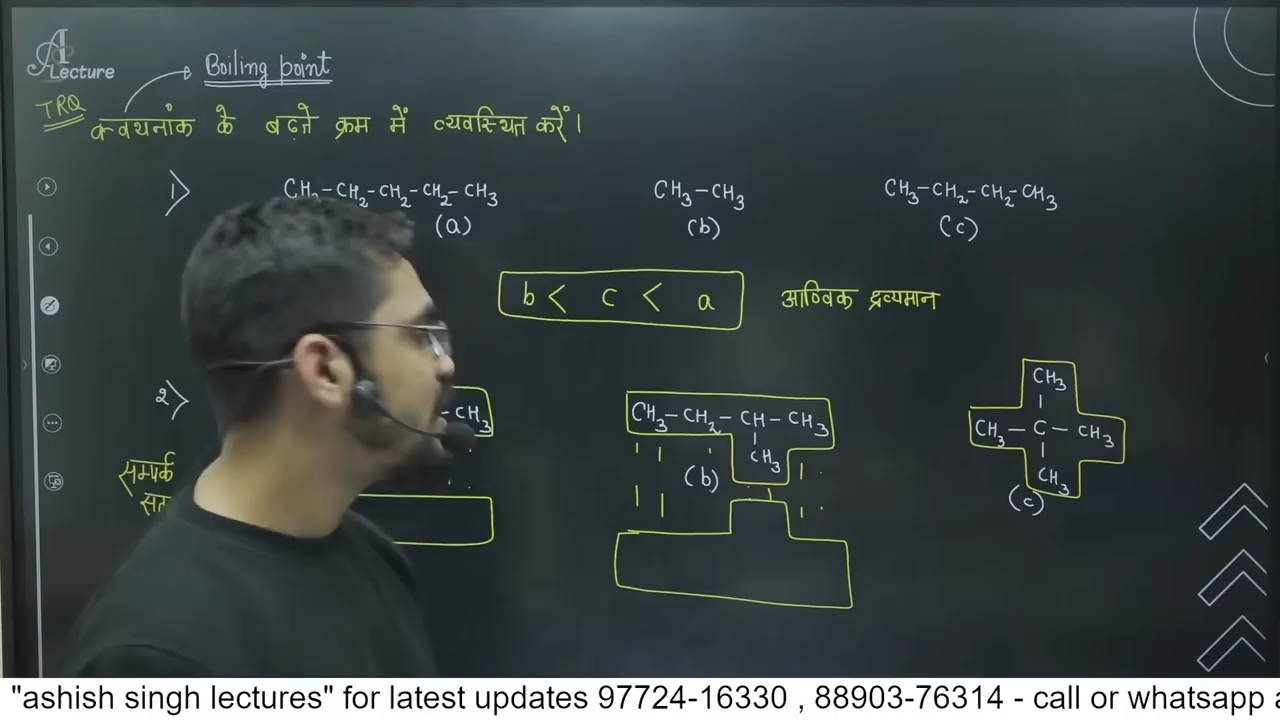 A
Lecture
Boiling point
TRQ
क्वथनांक के बढ़ते क्रम में व्यवस्थित करें।
1> CH3-CH2-CH2-CH2-CH3 CH3-CH3 CH3-CH2-CH2-CH3
(a) (b) (c)
b < c < a आण्विक द्रव्यमान
2> -CH3 CH3-CH2-CH-CH3 CH3
CH3 CH3-C-CH3
(b) CH3
(c)
सम्पर्क
"ashish singh lectures" for latest updates 97724-16330 , 88903-76314 - call or whatsapp